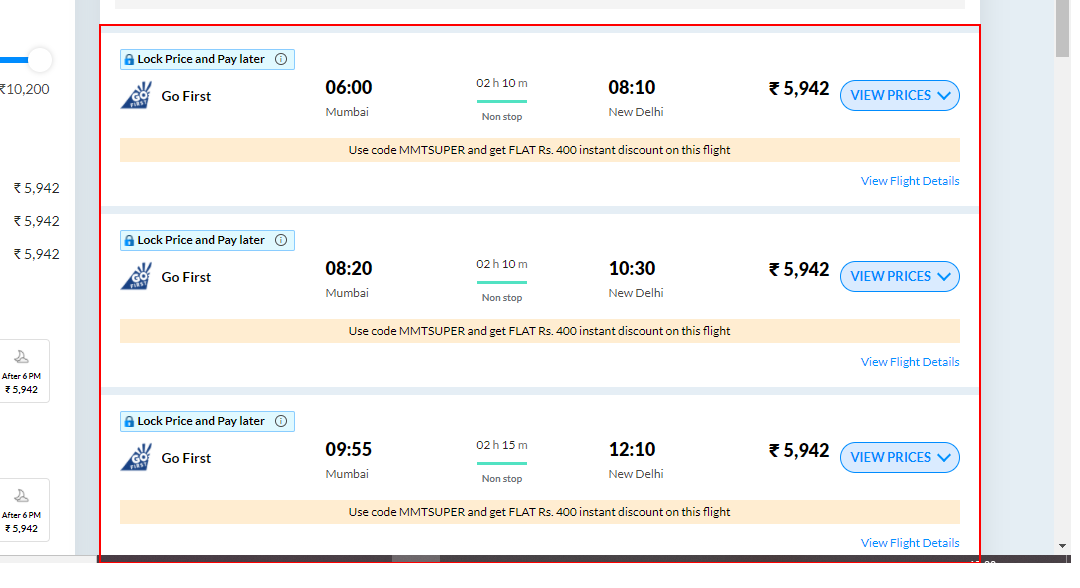 ₹10,200
₹ 5,942
₹ 5,942
₹ 5,942
After 6 PM
₹ 5,942
After 6 PM
₹ 5,942
Lock Price and Pay later
GO FIRST
Go First
06:00
Mumbai
02 h 10 m
Non stop
08:10
New Delhi
₹ 5,942
VIEW PRICES
Use code MMTSUPER and get FLAT Rs. 400 instant discount on this flight
View Flight Details
Lock Price and Pay later
GO FIRST
Go First
08:20
Mumbai
02 h 10 m
Non stop
10:30
New Delhi
₹ 5,942
VIEW PRICES
Use code MMTSUPER and get FLAT Rs. 400 instant discount on this flight
View Flight Details
Lock Price and Pay later
GO FIRST
Go First
09:55
Mumbai
02 h 15 m
Non stop
12:10
New Delhi
₹ 5,942
VIEW PRICES
Use code MMTSUPER and get FLAT Rs. 400 instant discount on this flight
View Flight Details